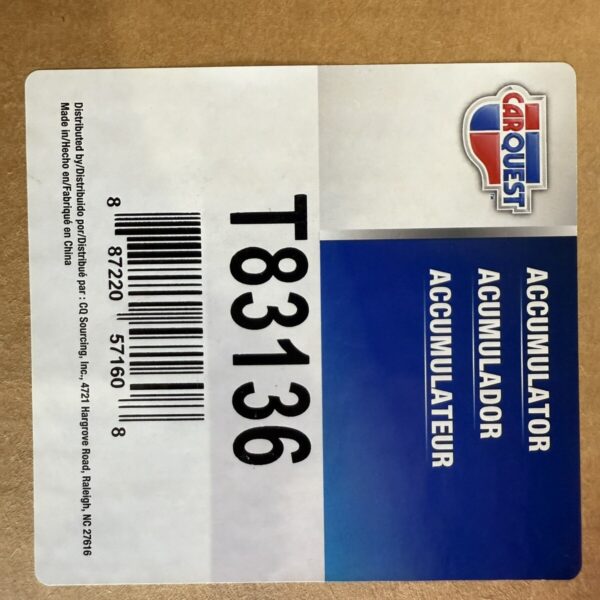 CARQUEST
ACCUMULATOR
ACUMULADOR
ACCUMULATEUR
T83136
8 87220 57160 8
Distributed by/Distribuido por/Distribué par : CQ Sourcing, Inc., 4721 Hargrove Road, Raleigh, NC 27616
Made in/Hecho en/Fabriqué en China